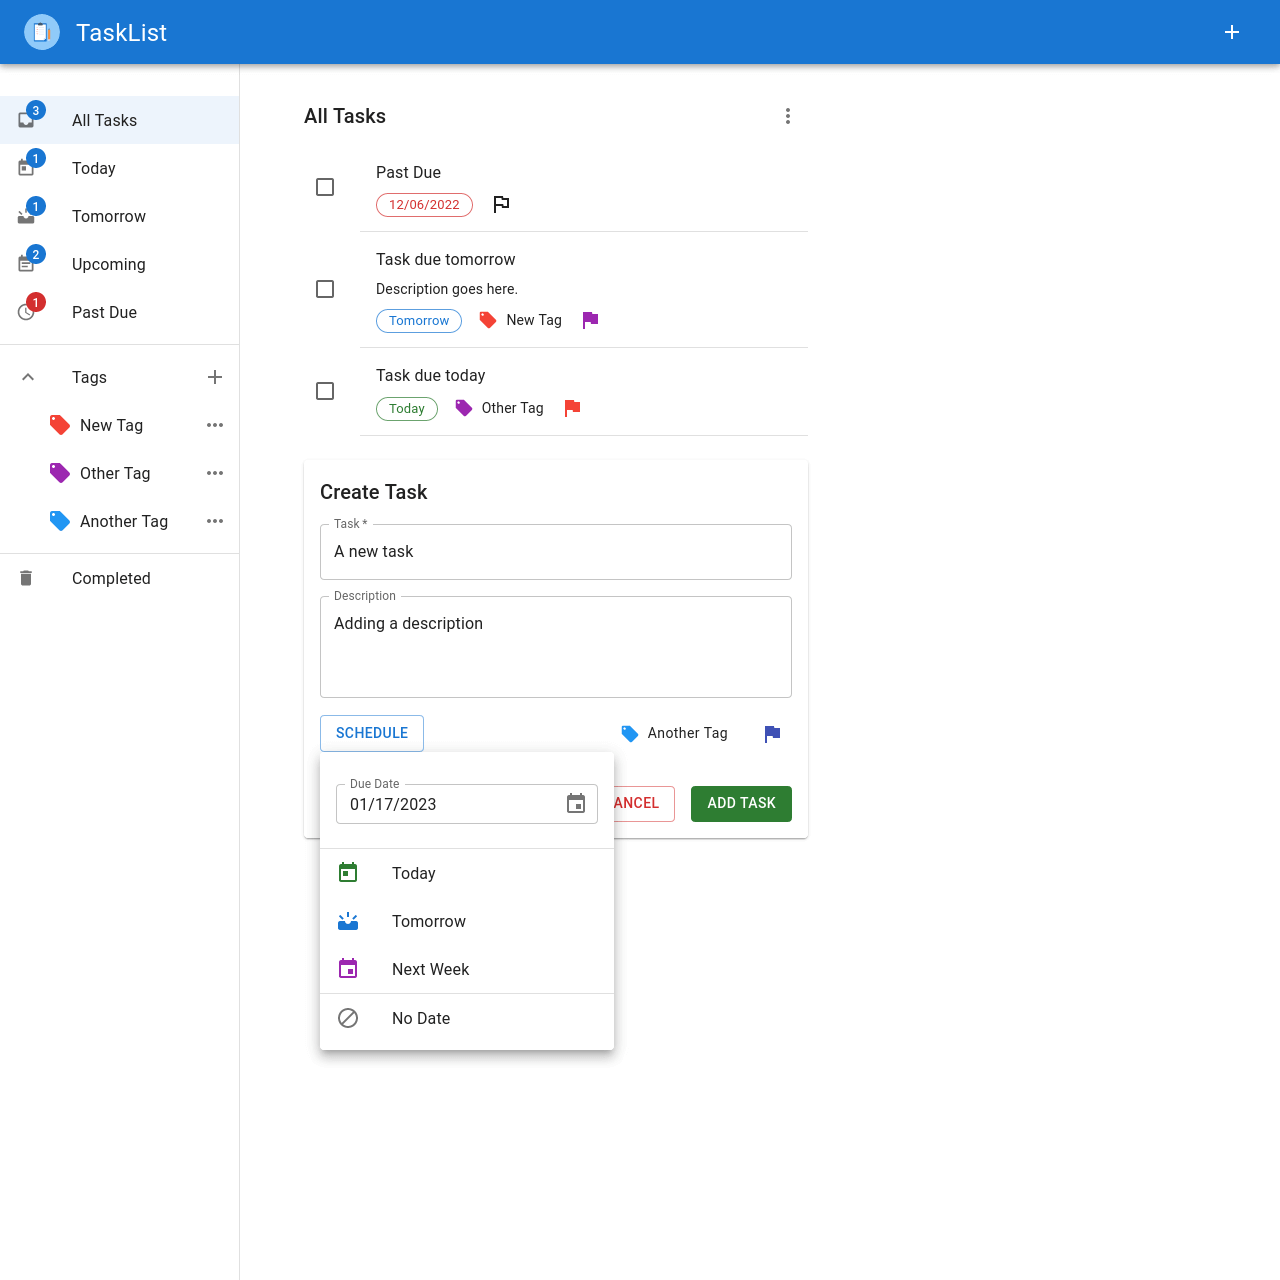 TaskList
3
All Tasks
1
Today
1
Tomorrow
2
Upcoming
1
Past Due
Tags
New Tag
Other Tag
Another Tag
Completed
All Tasks
Past Due
12/06/2022
Task due tomorrow
Description goes here.
Tomorrow New Tag
Task due today
Today Other Tag
Create Task
Task *
A new task
Description
Adding a description
SCHEDULE Another Tag
Due Date
01/17/2023
ANCEL ADD TASK
Today
Tomorrow
Next Week
No Date